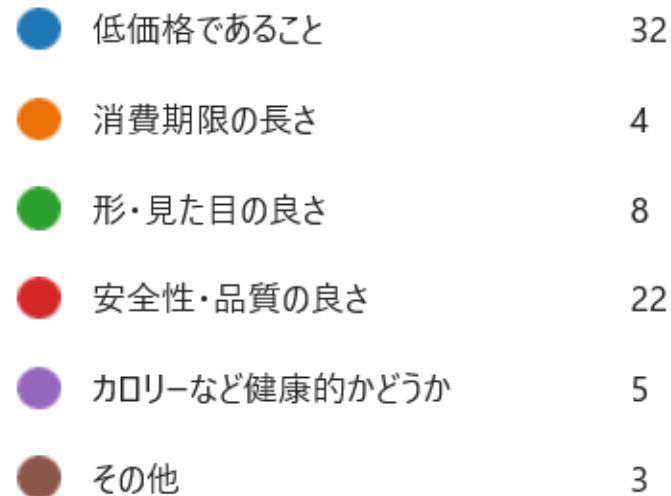 低価格であること 32
消費期限の長さ 4
形・見た目の良さ 8
安全性・品質の良さ 22
カロリーなど健康的かどうか 5
その他 3